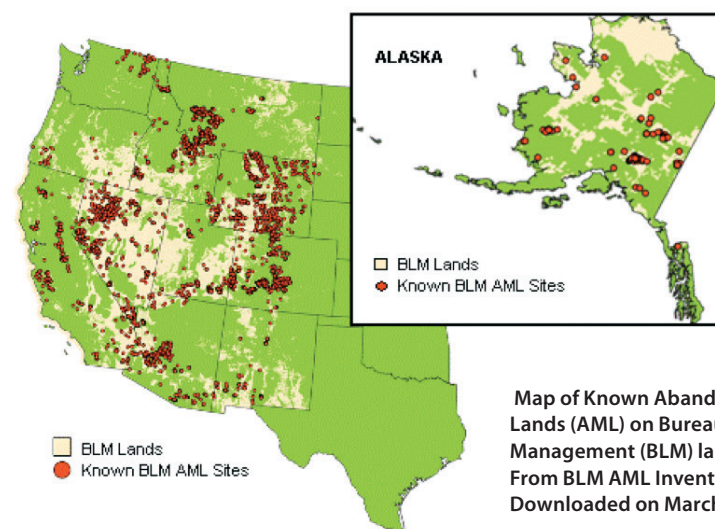 ALASKA
BLM Lands
Known BLM AML Sites
BLM Lands
Known BLM AML Sites
Map of Known Aband
Lands (AML) on Bureau
Management (BLM) la
From BLM AML Invent
Downloaded on March